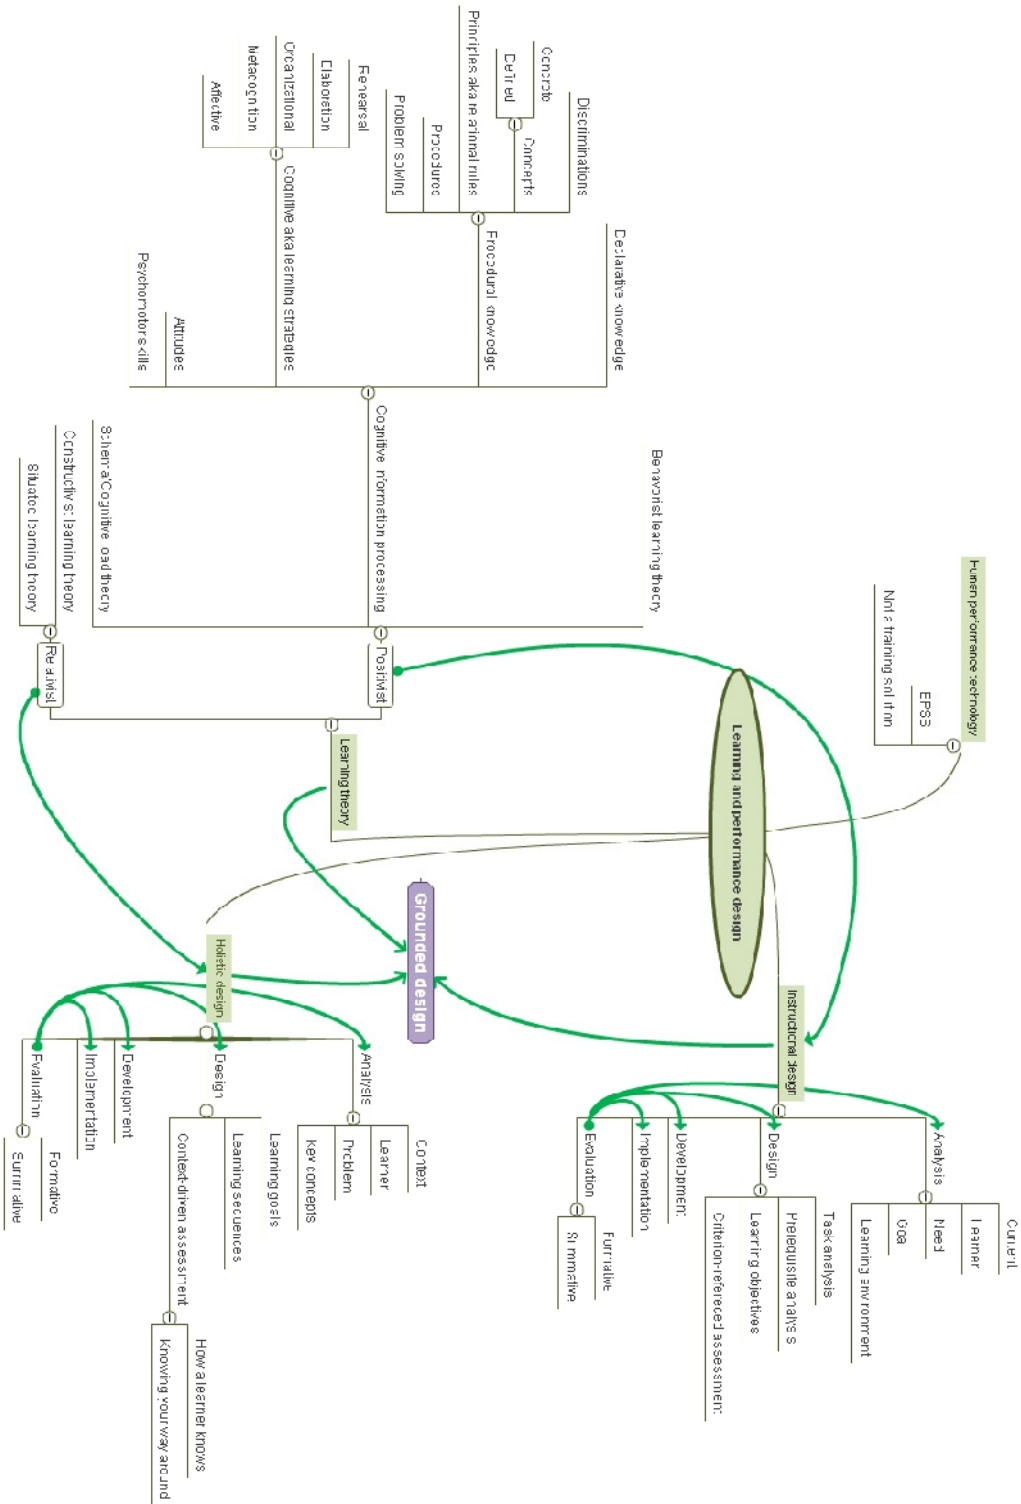 Human performance technology
EPSS
Not a training solution
Learner
Analysis
Need
Goal
Learning environment
Instructional design
Task analysis
Design
Prerequisite analysis
Learning objectives
Criterion-refereced assessment
Development
Implementation
Evaluation
Formative
Summative
Learning and performance design
Behavorist learning theory
Declarative knowledge
Discriminations
Concrete
Concepts
Defined
Procedural knowledge
Principles aka relational rules
Procedures
Problem solving
Cognitive information processing
Positivist
Rehearsal
Elaboration
Cognitive aka learning strategies
Organizational
Metacognition
Affective
Attitudes
Psychomotor skills
Schema/Cognitive load theory
Learning theory
Constructivist learning theory
Relativist
Situated learning theory
Grounded design
Context
Analysis
Learner
Problem
Key concepts
Holistic design
Learning goals
Design
Learning sequences
Context-driven assessment
How a learner knows
Knowing your way around
Development
Implementation
Evaluation
Formative
Summative